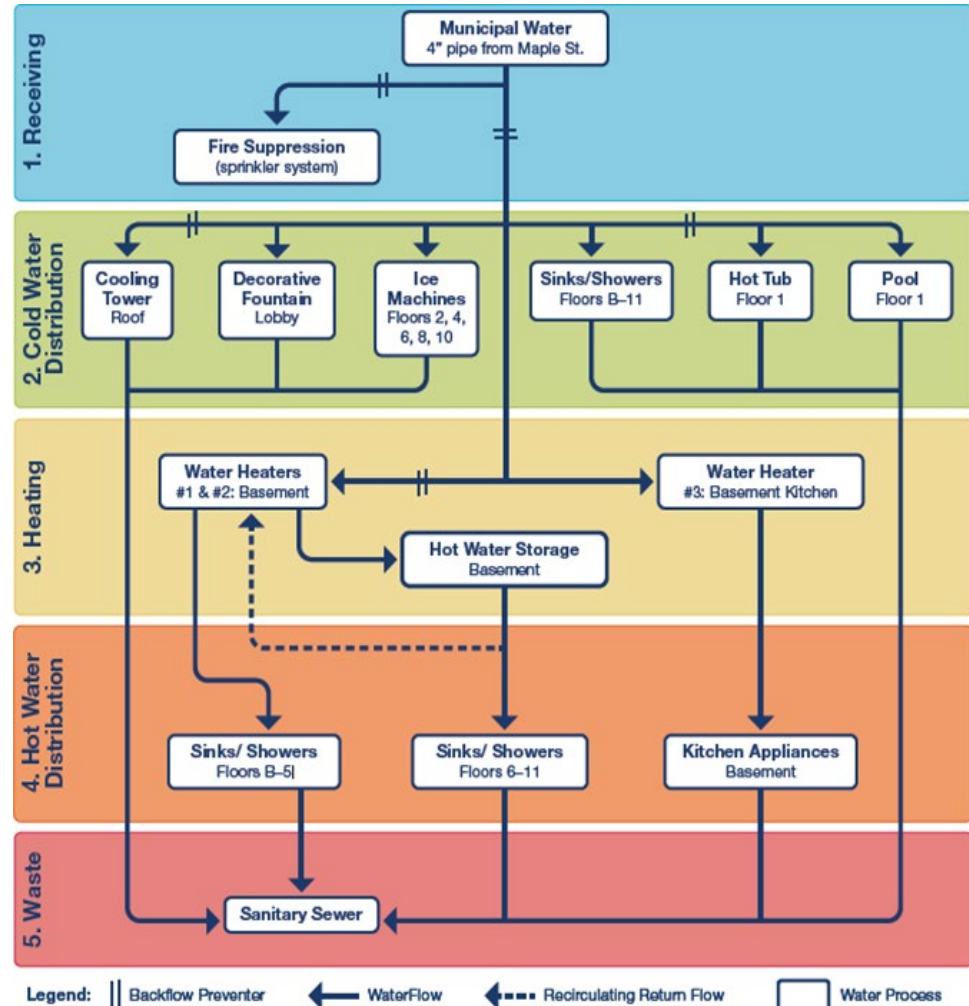 Municipal Water
4" pipe from Maple St.
1. Receiving
Fire Suppression
(sprinkler system)
2. Cold Water
Distribution
Cooling
Tower
Roof
Decorative
Fountain
Lobby
Ice
Machines
Floors 2, 4,
6, 8, 10
Sinks/Showers
Floors B–11
Hot Tub
Floor 1
Pool
Floor 1
3. Heating
Water Heaters
#1 & #2: Basement
Water Heater
#3: Basement Kitchen
Hot Water Storage
Basement
4. Hot Water
Distribution
Sinks/ Showers
Floors B–5|
Sinks/ Showers
Floors 6–11
Kitchen Appliances
Basement
5. Waste
Sanitary Sewer
Legend: Backflow Preventer WaterFlow Recirculating Return Flow Water Process